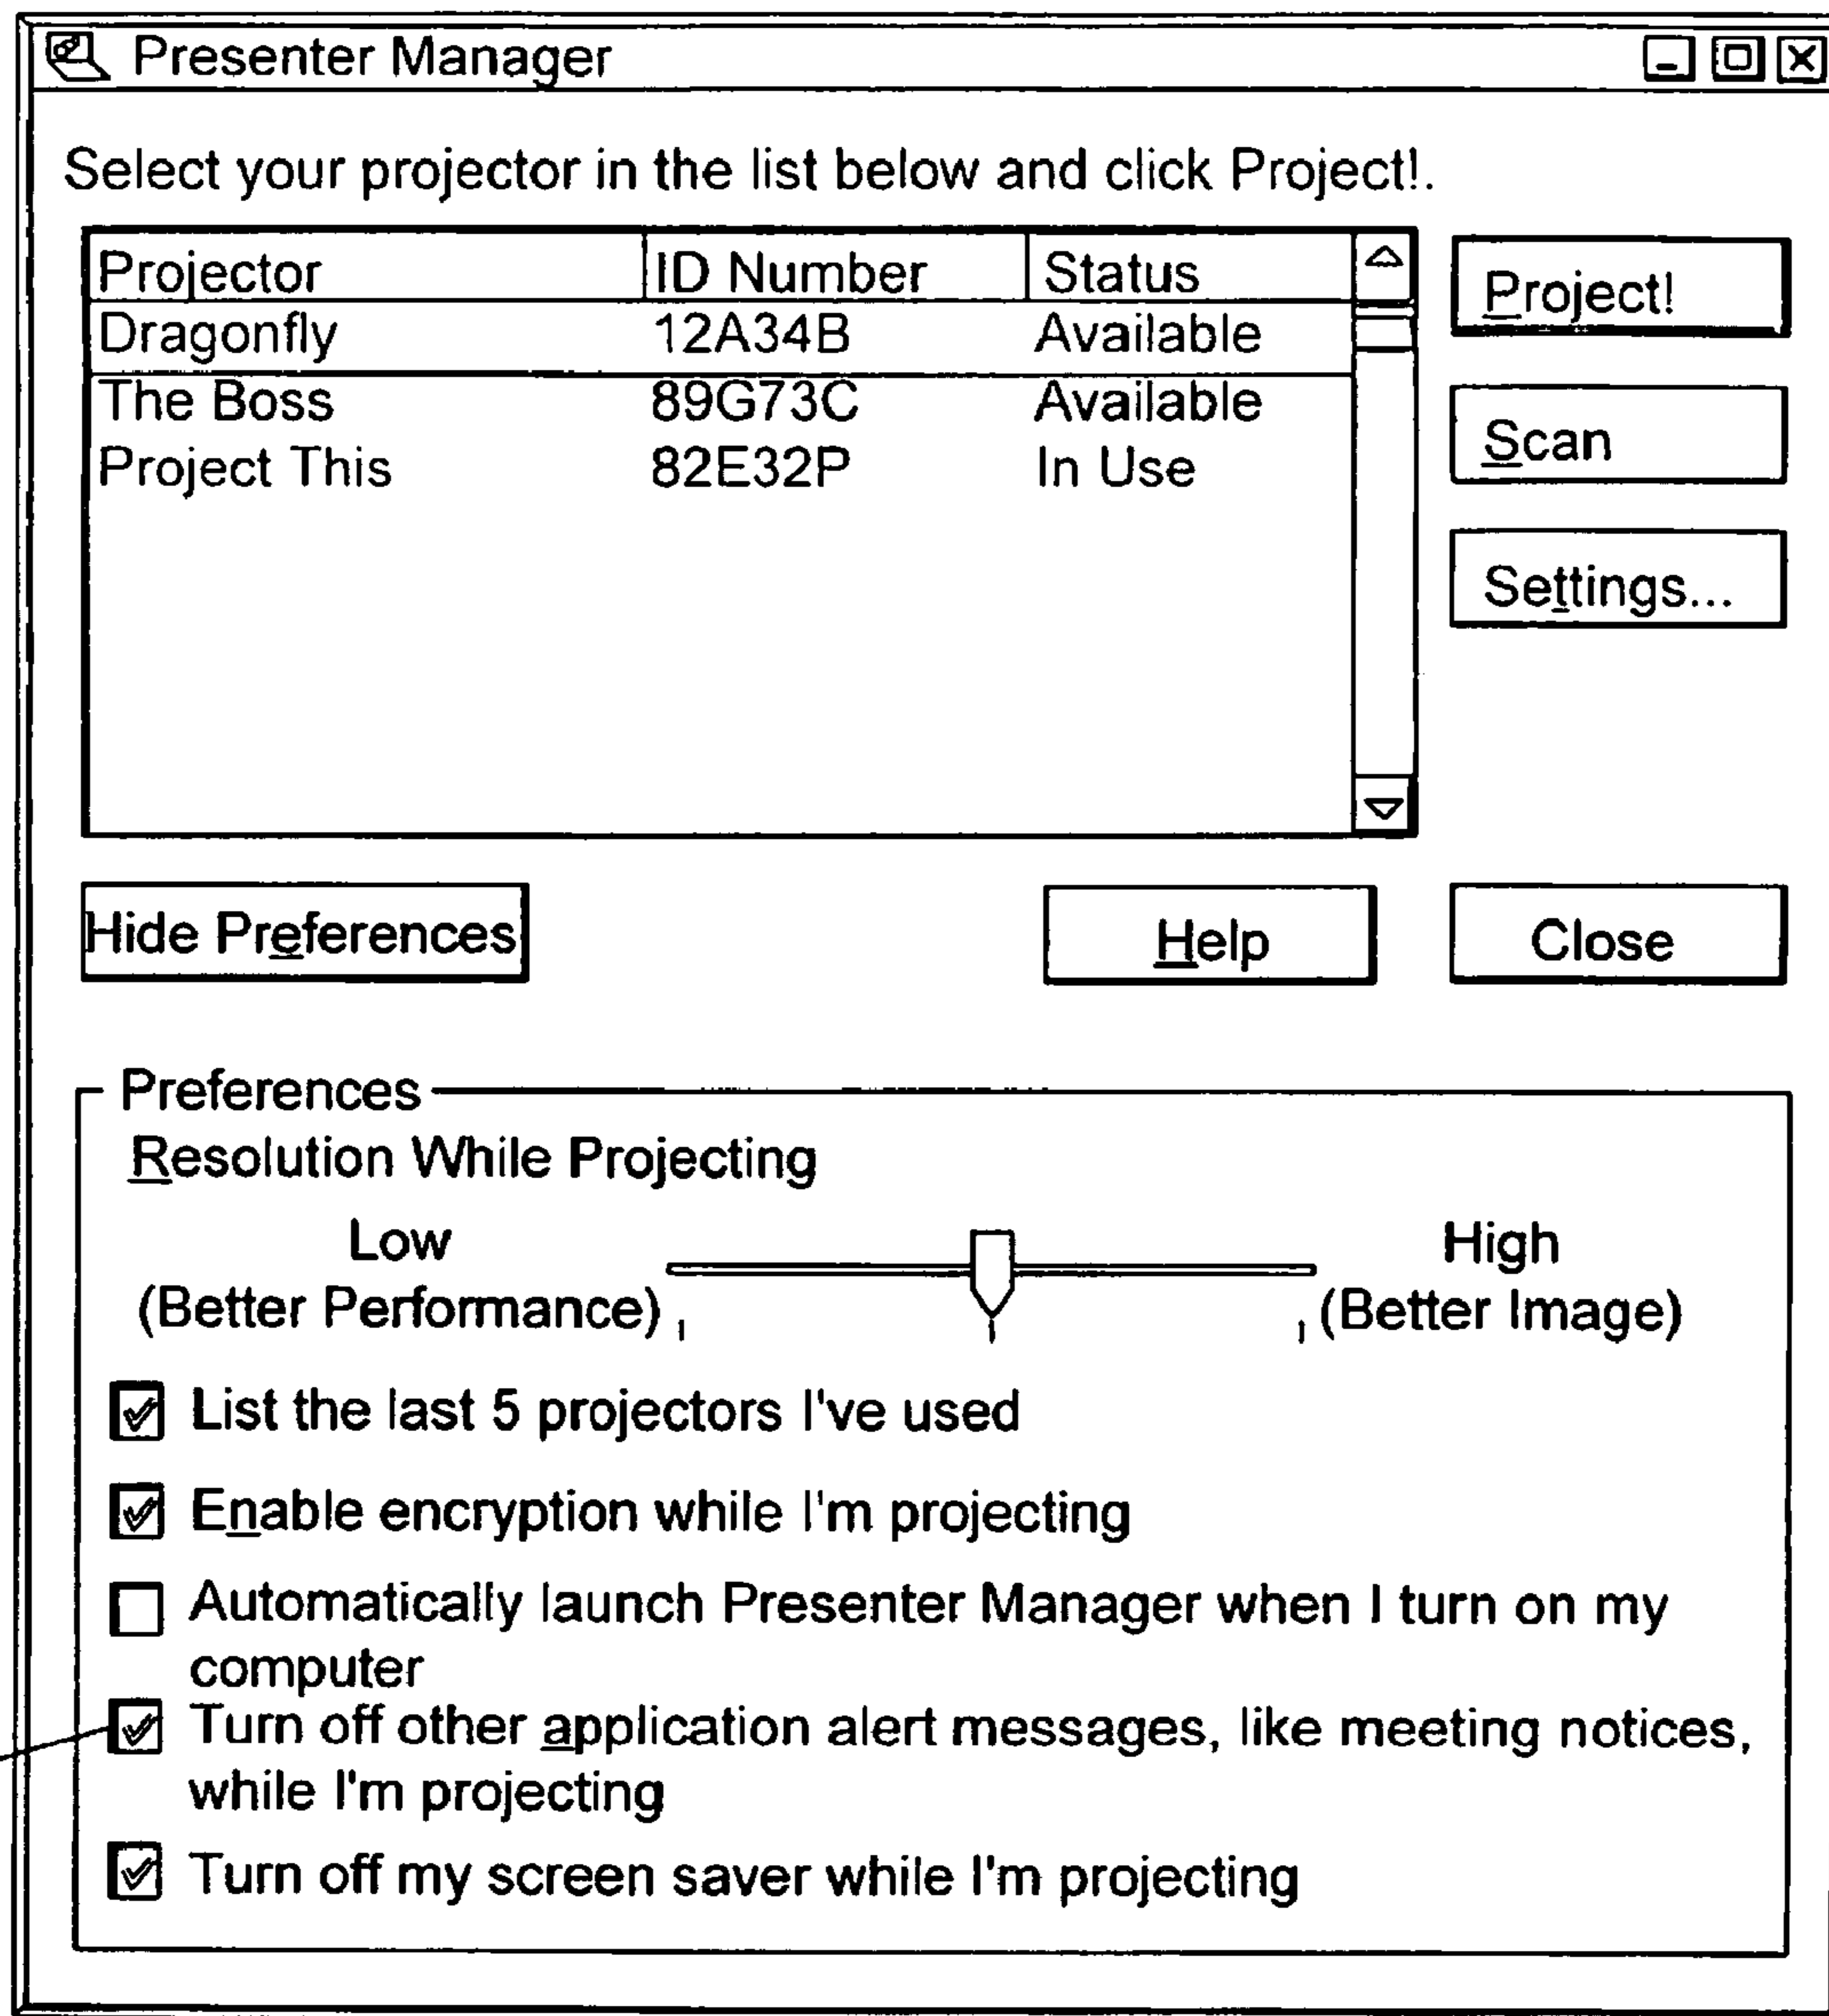 Presenter Manager
Select your projector in the list below and click Project!.
Projector ID Number Status
Dragonfly 12A34B Available
The Boss 89G73C Available
Project This 82E32P In Use
Project!
Scan
Settings...
Hide Preferences Help Close
Preferences
Resolution While Projecting
Low High
(Better Performance) (Better Image)
List the last 5 projectors I've used
Enable encryption while I'm projecting
Automatically launch Presenter Manager when I turn on my
computer
Turn off other application alert messages, like meeting notices,
while I'm projecting
Turn off my screen saver while I'm projecting